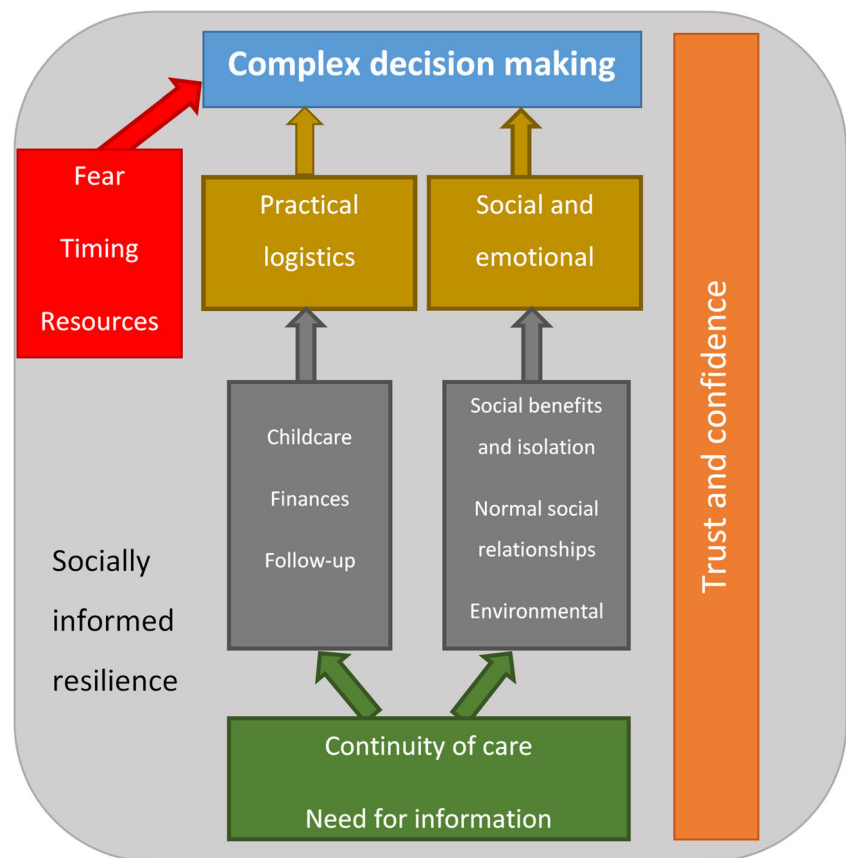 Complex decision making
Fear
Timing
Resources
Practical
logistics
Social and
emotional
Childcare
Finances
Follow-up
Social benefits
and isolation
Normal social
relationships
Environmental
Socially
informed
resilience
Continuity of care
Need for information
Trust and confidence